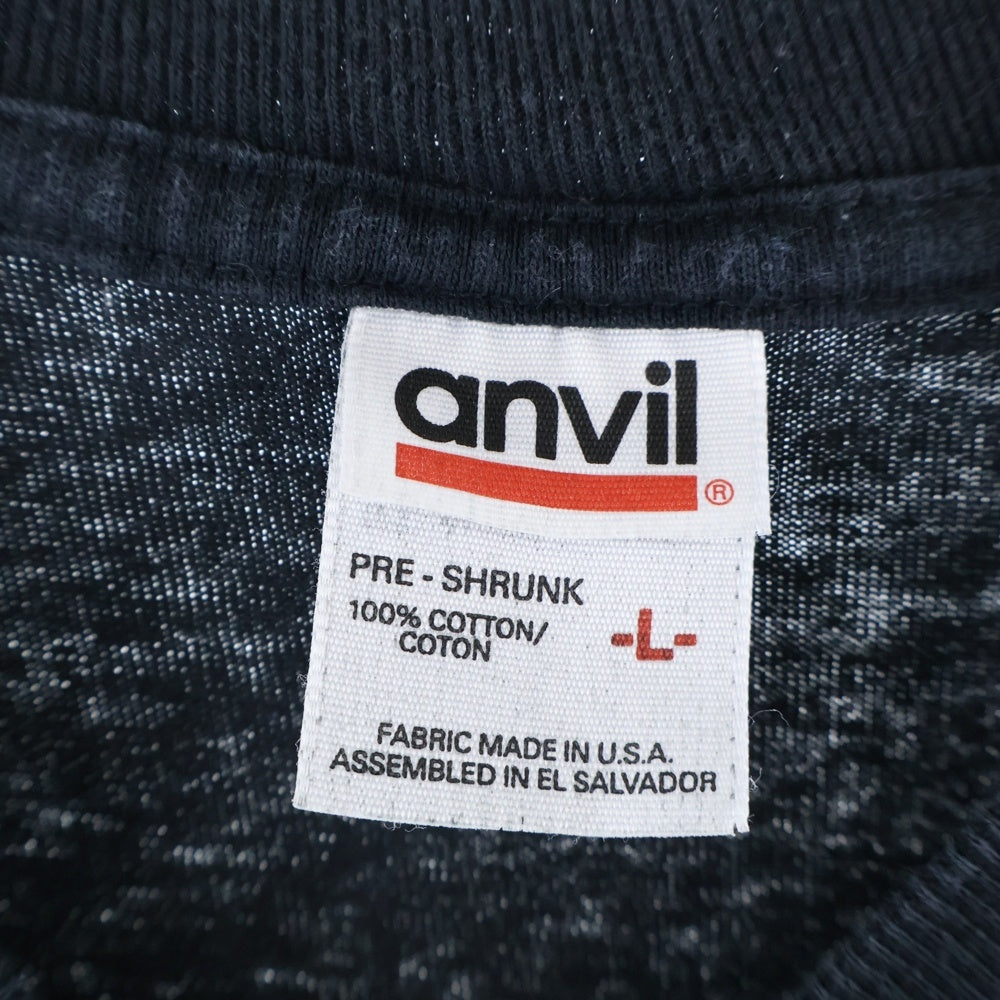 anvil®
PRE - SHRUNK
100% COTTON/
COTON
-L-
FABRIC MADE IN U.S.A.
ASSEMBLED IN EL SALVADOR